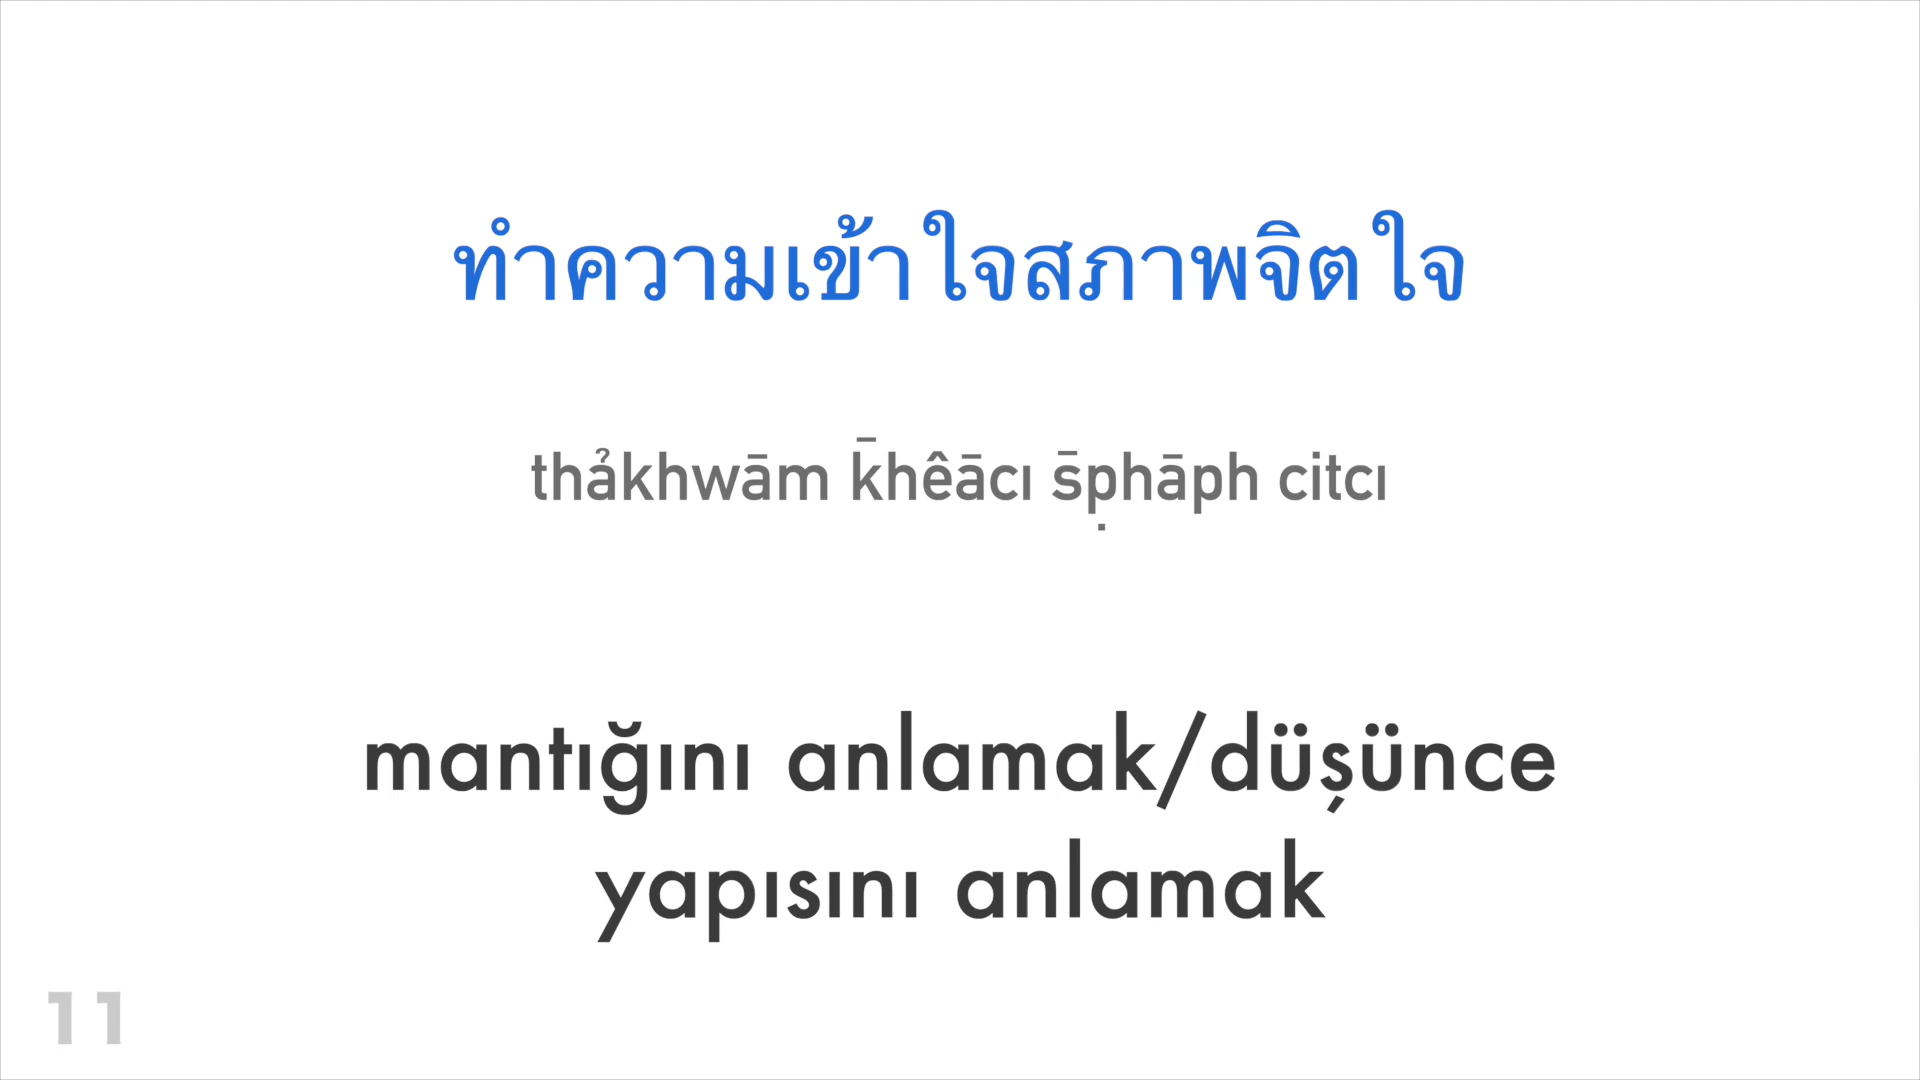 ทำความเข้าใจสภาพจิตใจ
thảkhwām k̄hêācı s̄p̣hāph citcı
mantığını anlamak/düşünce
yapısını anlamak
11